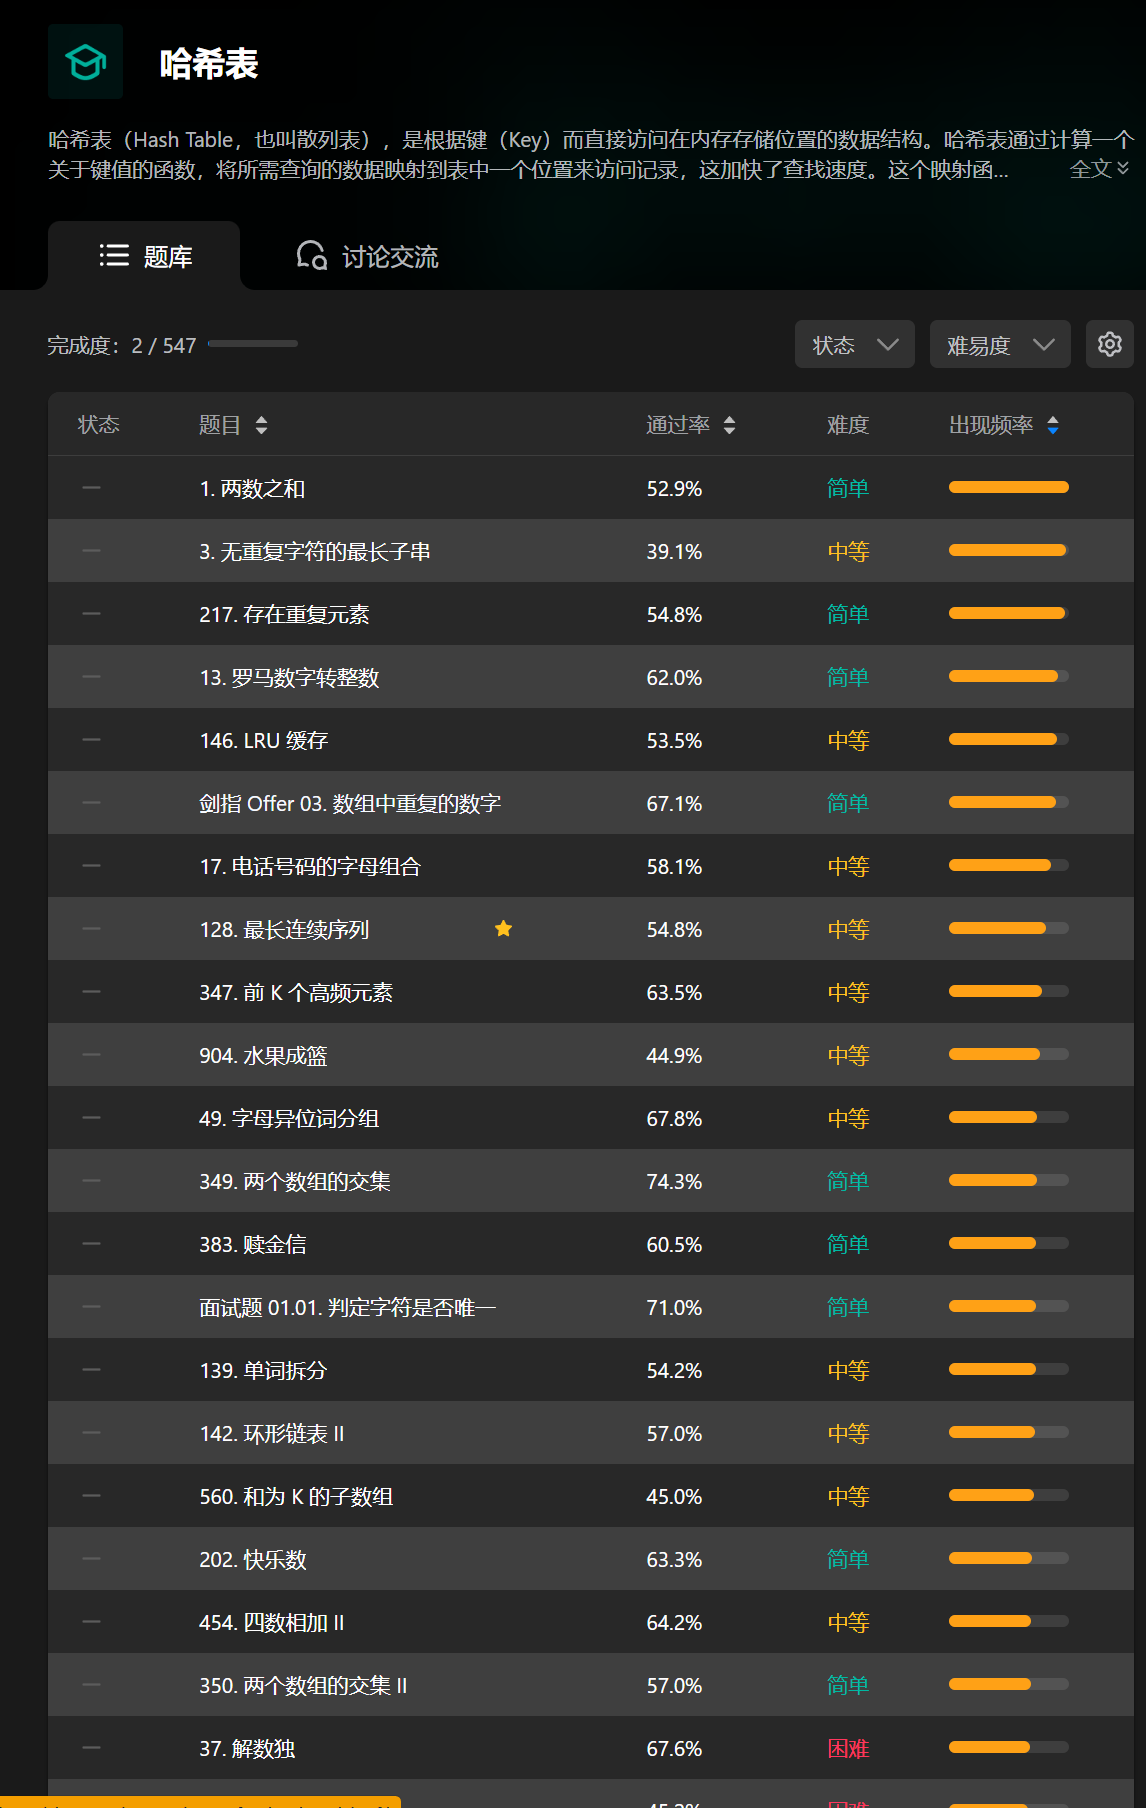 哈希表
哈希表（Hash Table，也叫散列表），是根据键（Key）而直接访问在内存存储位置的数据结构。哈希表通过计算一个
关于键值的函数，将所需查询的数据映射到表中一个位置来访问记录，这加快了查找速度。这个映射函... 全文
题库 讨论交流
完成度：2 / 547 状态 难易度
状态 题目 通过率 难度 出现频率
1. 两数之和 52.9% 简单
3. 无重复字符的最长子串 39.1% 中等
217. 存在重复元素 54.8% 简单
13. 罗马数字转整数 62.0% 简单
146. LRU 缓存 53.5% 中等
剑指 Offer 03. 数组中重复的数字 67.1% 简单
17. 电话号码的字母组合 58.1% 中等
128. 最长连续序列 54.8% 中等
347. 前 K 个高频元素 63.5% 中等
904. 水果成篮 44.9% 中等
49. 字母异位词分组 67.8% 中等
349. 两个数组的交集 74.3% 简单
383. 赎金信 60.5% 简单
面试题 01.01. 判定字符是否唯一 71.0% 简单
139. 单词拆分 54.2% 中等
142. 环形链表 II 57.0% 中等
560. 和为 K 的子数组 45.0% 中等
202. 快乐数 63.3% 简单
454. 四数相加 II 64.2% 中等
350. 两个数组的交集 II 57.0% 简单
37. 解数独 67.6% 困难